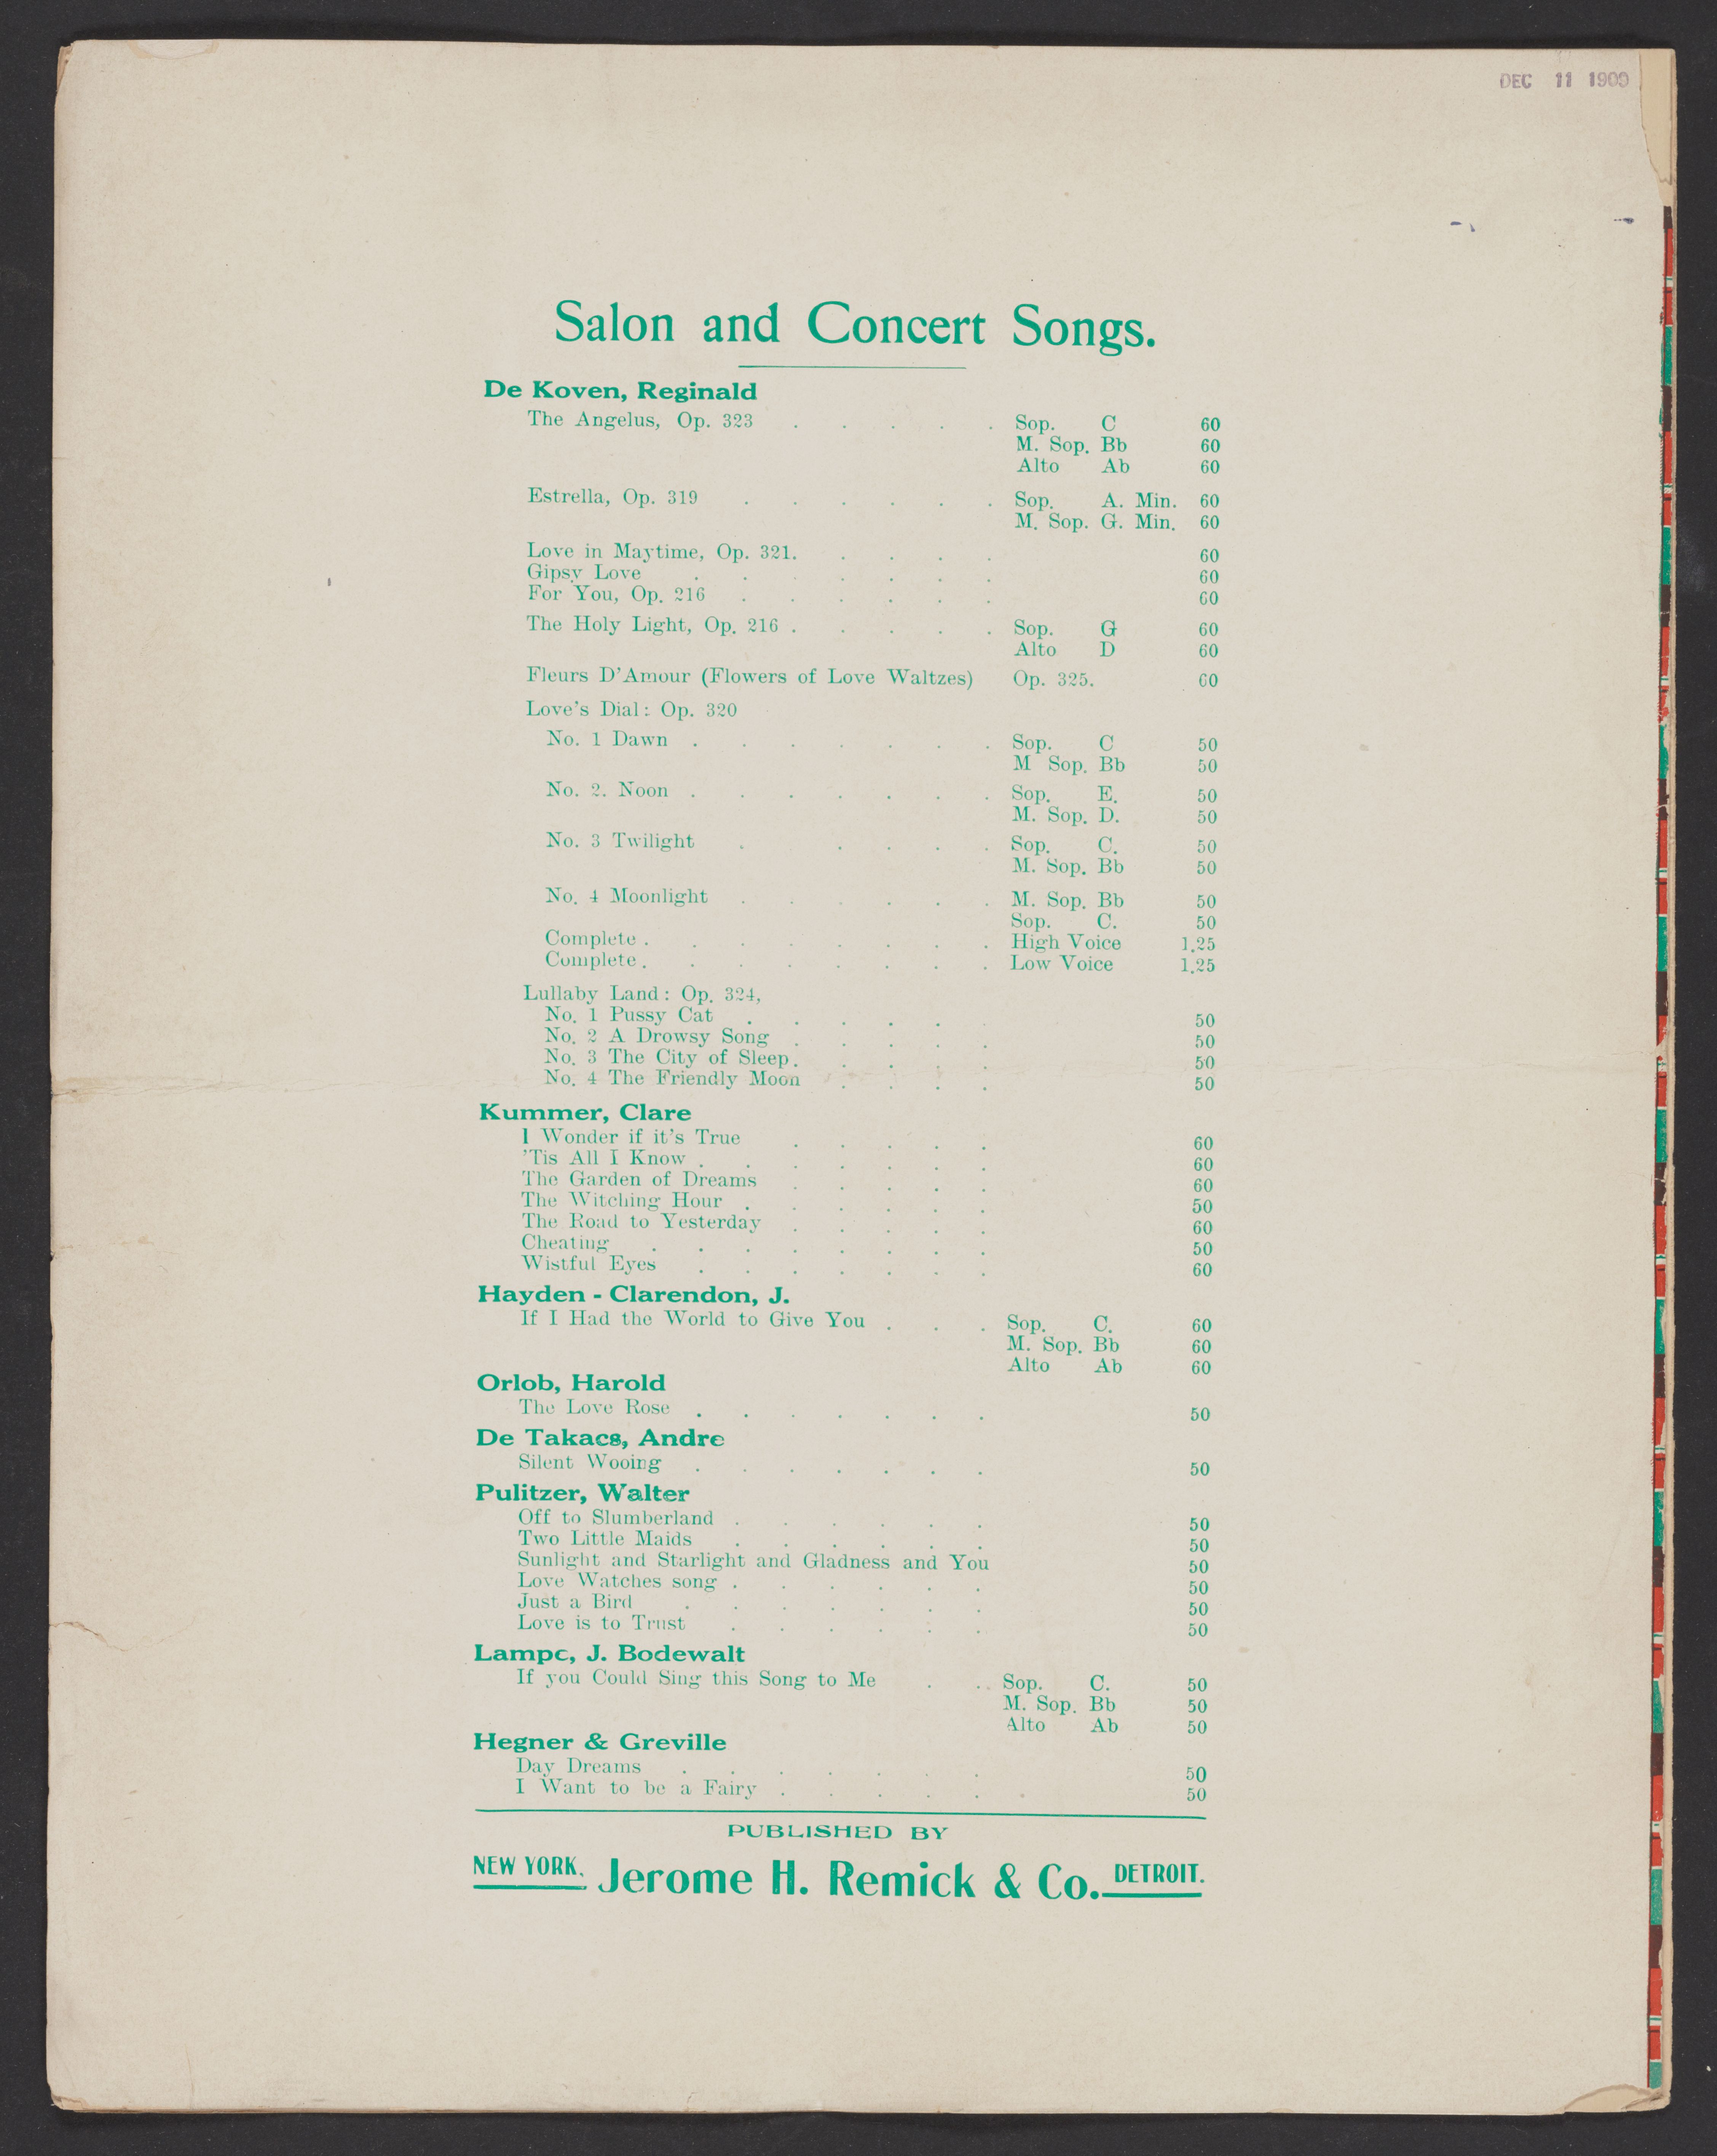 DEC 11 1909
Salon and Concert Songs.
De Koven, Reginald
The Angelus, Op. 323 . . . . . Sop. C 60
M. Sop. Bb 60
Alto Ab 60
Estrella, Op. 319 . . . . . . Sop. A. Min. 60
M. Sop. G. Min. 60
Love in Maytime, Op. 321. . . . . 60
Gipsy Love . . . . . . . 60
For You, Op. 216 . . . . . . 60
The Holy Light, Op. 216 . . . . . Sop. G 60
Alto D 60
Fleurs D'Amour (Flowers of Love Waltzes) Op. 325. 60
Love's Dial: Op. 320
No. 1 Dawn . . . . . . . Sop. C 50
M Sop. Bb 50
No. 2. Noon . . . . . . . Sop. E. 50
M. Sop. D. 50
No. 3 Twilight . . . . . Sop. C. 50
M. Sop. Bb 50
No. 4 Moonlight . . . . . . M. Sop. Bb 50
Sop. C. 50
Complete . . . . . . . . High Voice 1.25
Complete . . . . . . . . Low Voice 1.25
Lullaby Land: Op. 324,
No. 1 Pussy Cat . . . . . 50
No. 2 A Drowsy Song . . . . . 50
No. 3 The City of Sleep . . . . . 50
No. 4 The Friendly Moon . . . . 50
Kummer, Clare
I Wonder if it's True . . . . . 60
'Tis All I Know . . . . . . . 60
The Garden of Dreams . . . . . 60
The Witching Hour . . . . . . 50
The Road to Yesterday . . . . . 60
Cheating . . . . . . . . 50
Wistful Eyes . . . . . . . 60
Hayden - Clarendon, J.
If I Had the World to Give You . . . Sop. C. 60
M. Sop. Bb 60
Alto Ab 60
Orlob, Harold
The Love Rose . . . . . . . 50
De Takacs, Andre
Silent Wooing . . . . . . . 50
Pulitzer, Walter
Off to Slumberland . . . . . . 50
Two Little Maids . . . . . . 50
Sunlight and Starlight and Gladness and You 50
Love Watches song . . . . . . 50
Just a Bird . . . . . . . 50
Love is to Trust . . . . . . 50
Lampe, J. Bodewalt
If you Could Sing this Song to Me . . . Sop. C. 50
M. Sop. Bb 50
Alto Ab 50
Hegner & Greville
Day Dreams . . . . . . . 50
I Want to be a Fairy . . . . . . 50
PUBLISHED BY
NEW YORK. Jerome H. Remick & Co. DETROIT.